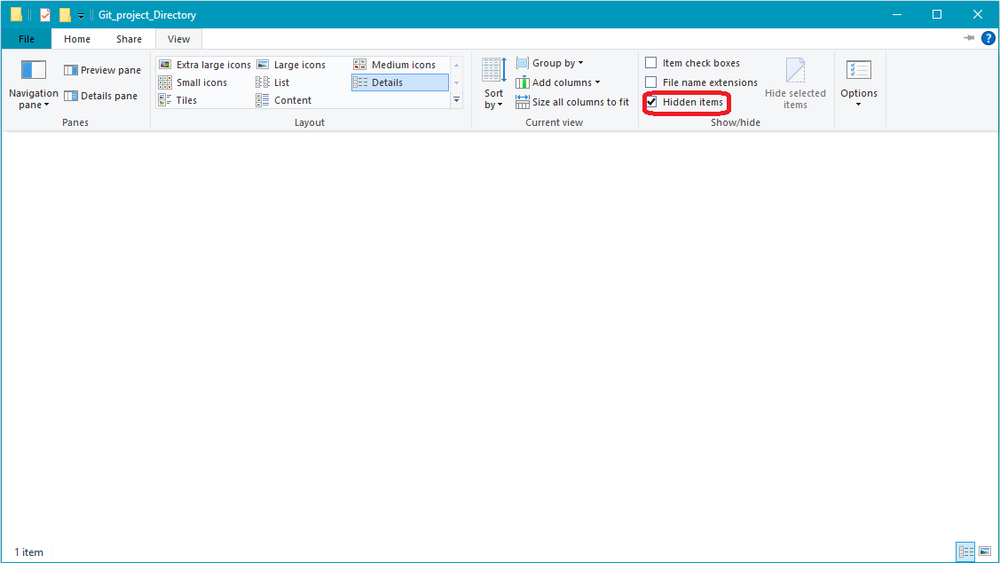 Git_project_Directory
File
Home
Share
View
?
Navigation
pane
Preview pane
Details pane
Panes
Extra large icons
Large icons
Medium icons
Small icons
List
Details
Tiles
Content
Layout
Sort
by
Group by
Add columns
Size all columns to fit
Current view
Item check boxes
File name extensions
Hidden items
Hide selected
items
Show/hide
Options
1 item